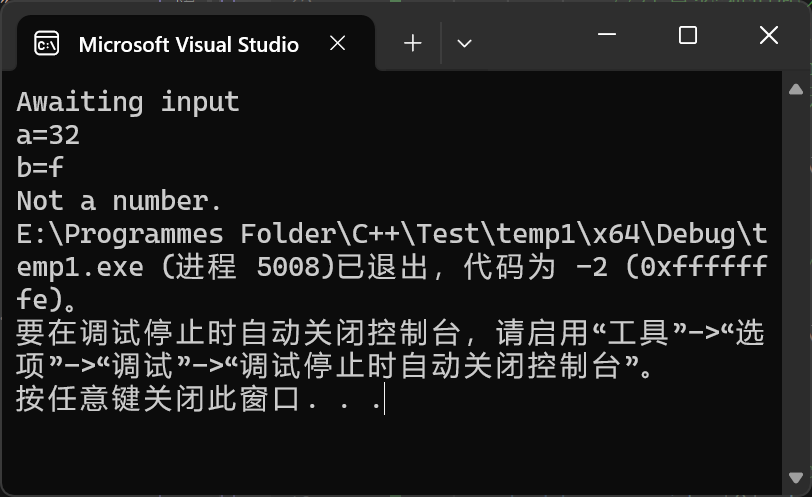 Microsoft Visual Studio
Awaiting input
a=32
b=f
Not a number.
E:\Programmes Folder\C++\Test\temp1\x64\Debug\t
emp1.exe (进程 5008)已退出，代码为 -2 (0xffffff
fe)。
要在调试停止时自动关闭控制台，请启用“工具”->“选
项”->“调试”->“调试停止时自动关闭控制台”。
按任意键关闭此窗口. . .